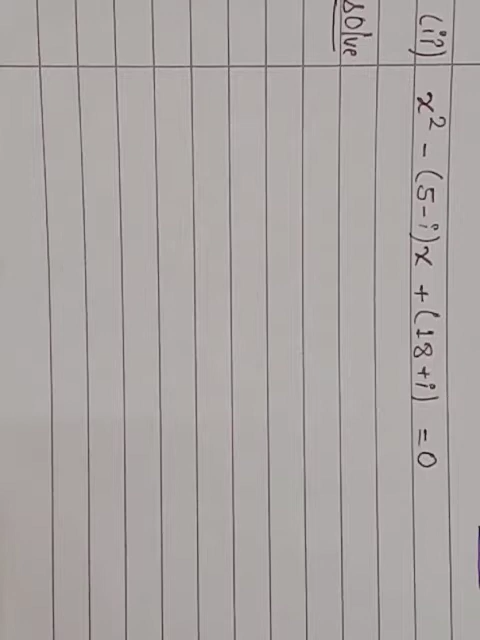 (ii) x² - (5-i)x + (18+i) = 0
solve